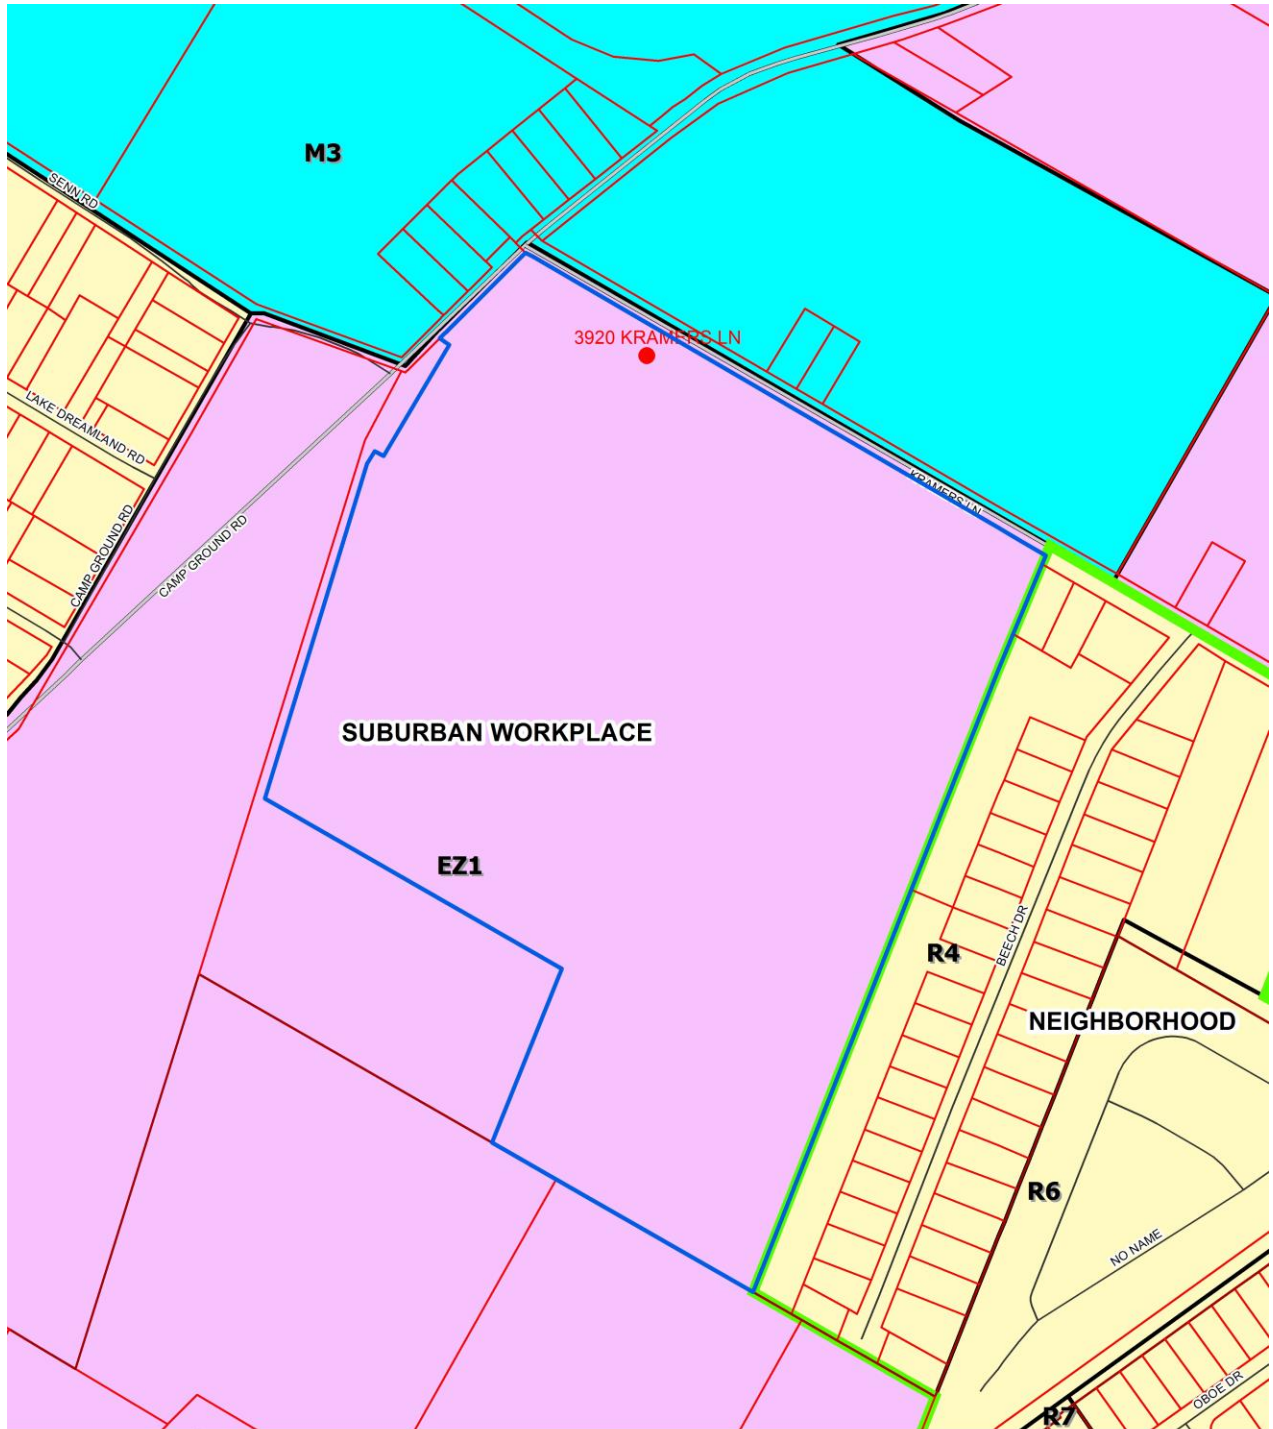 M3
SENN RD
3920 KRAMERS LN
LAKE DREAMLAND RD
KRAMERS LN
CAMP GROUND RD
CAMP GROUND RD
SUBURBAN WORKPLACE
EZ1
BEECH DR
R4
NEIGHBORHOOD
R6
NO NAME
OBOE DR
R7